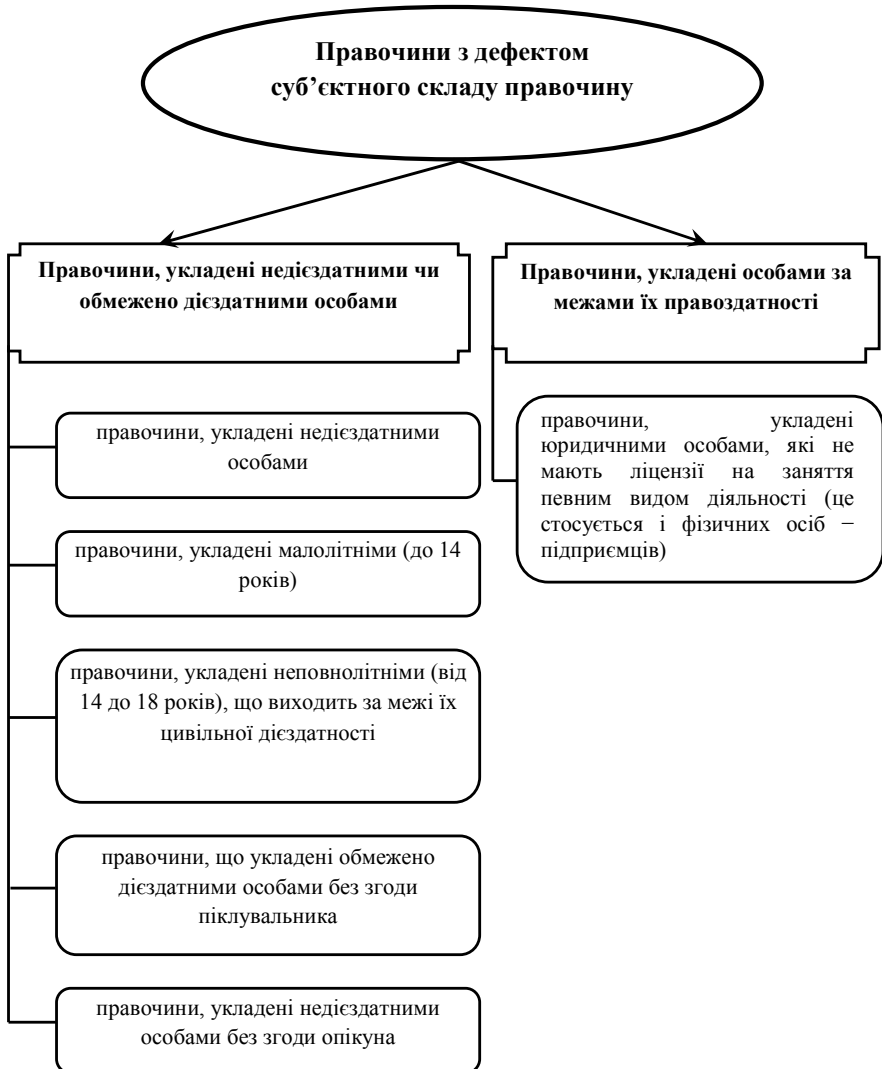 Правочини з дефектом
суб’єктного складу правочину
Правочини, укладені недієздатними чи
обмежено дієздатними особами
правочини, укладені недієздатними
особами
правочини, укладені малолітніми (до 14
років)
правочини, укладені неповнолітніми (від
14 до 18 років), що виходить за межі їх
цивільної дієздатності
правочини, що укладені обмежено
дієздатними особами без згоди
піклувальника
правочини, укладені недієздатними
особами без згоди опікуна
Правочини, укладені особами за
межами їх правоздатності
правочини, укладені
юридичними особами, які не
мають ліцензії на заняття
певним видом діяльності (це
стосується і фізичних осіб −
підприємців)